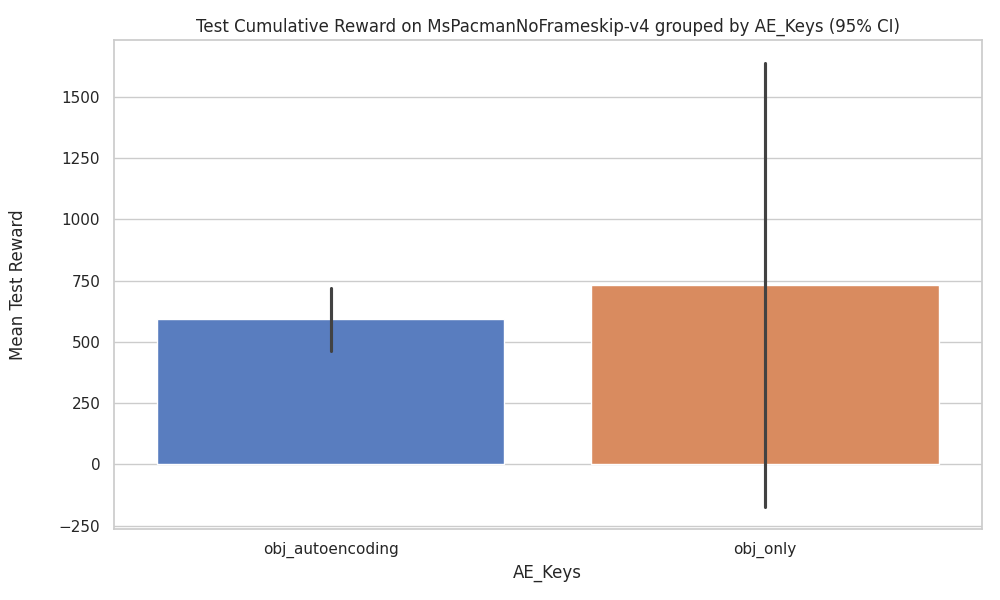 Test Cumulative Reward on MsPacmanNoFrameskip-v4 grouped by AE_Keys (95% CI)
Mean Test Reward
1500
1250
1000
750
500
250
0
−250
obj_autoencoding
obj_only
AE_Keys